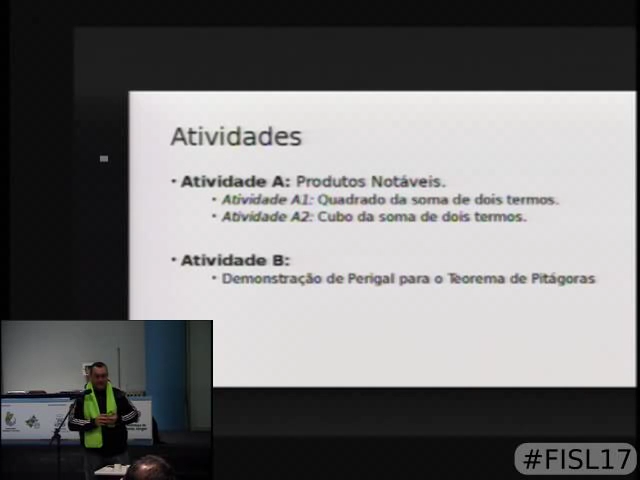 Atividades
• Atividade A: Produtos Notáveis.
• Atividade A1: Quadrado da soma de dois termos.
• Atividade A2: Cubo da soma de dois termos.
• Atividade B:
• Demonstração de Perigal para o Teorema de Pitágoras
#FISL17